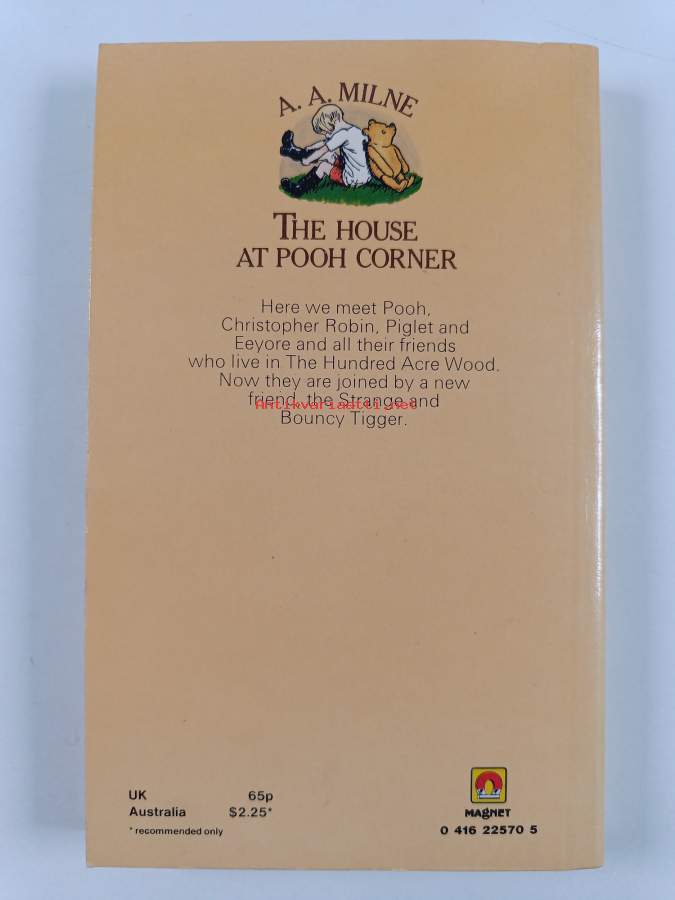 A. A. MILNE
THE HOUSE
AT POOH CORNER
Here we meet Pooh,
Christopher Robin, Piglet and
Eeyore and all their friends
who live in The Hundred Acre Wood.
Now they are joined by a new
friend, the Strange and
Antikvariaatti.net
Bouncy Tigger.
UK 65p
Australia $2.25*
* recommended only
MAGNET
0 416 22570 5